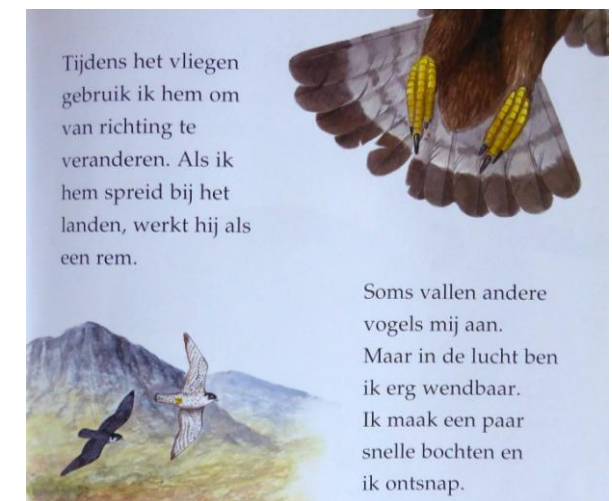 Tijdens het vliegen
gebruik ik hem om
van richting te
veranderen. Als ik
hem spreid bij het
landen, werkt hij als
een rem.
Soms vallen andere
vogels mij aan.
Maar in de lucht ben
ik erg wendbaar.
Ik maak een paar
snelle bochten en
ik ontsnap.